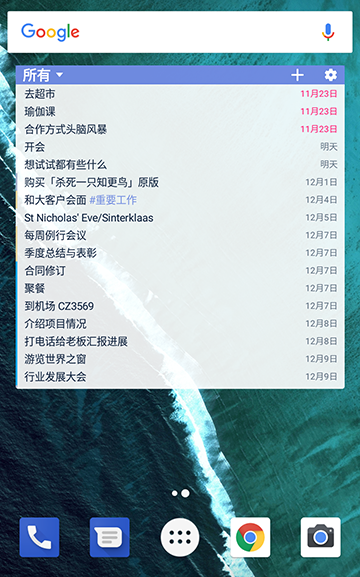 Google
所有
去超市 11月23日
瑜伽课 11月23日
合作方式头脑风暴 11月23日
开会 明天
想试试都有些什么 明天
购买「杀死一只知更鸟」原版 12月1日
和大客户会面 #重要工作 12月4日
St Nicholas' Eve/Sinterklaas 12月5日
每周例行会议 12月7日
季度总结与表彰 12月7日
合同修订 12月7日
聚餐 12月7日
到机场 CZ3569 12月7日
介绍项目情况 12月8日
打电话给老板汇报进展 12月8日
游览世界之窗 12月9日
行业发展大会 12月9日